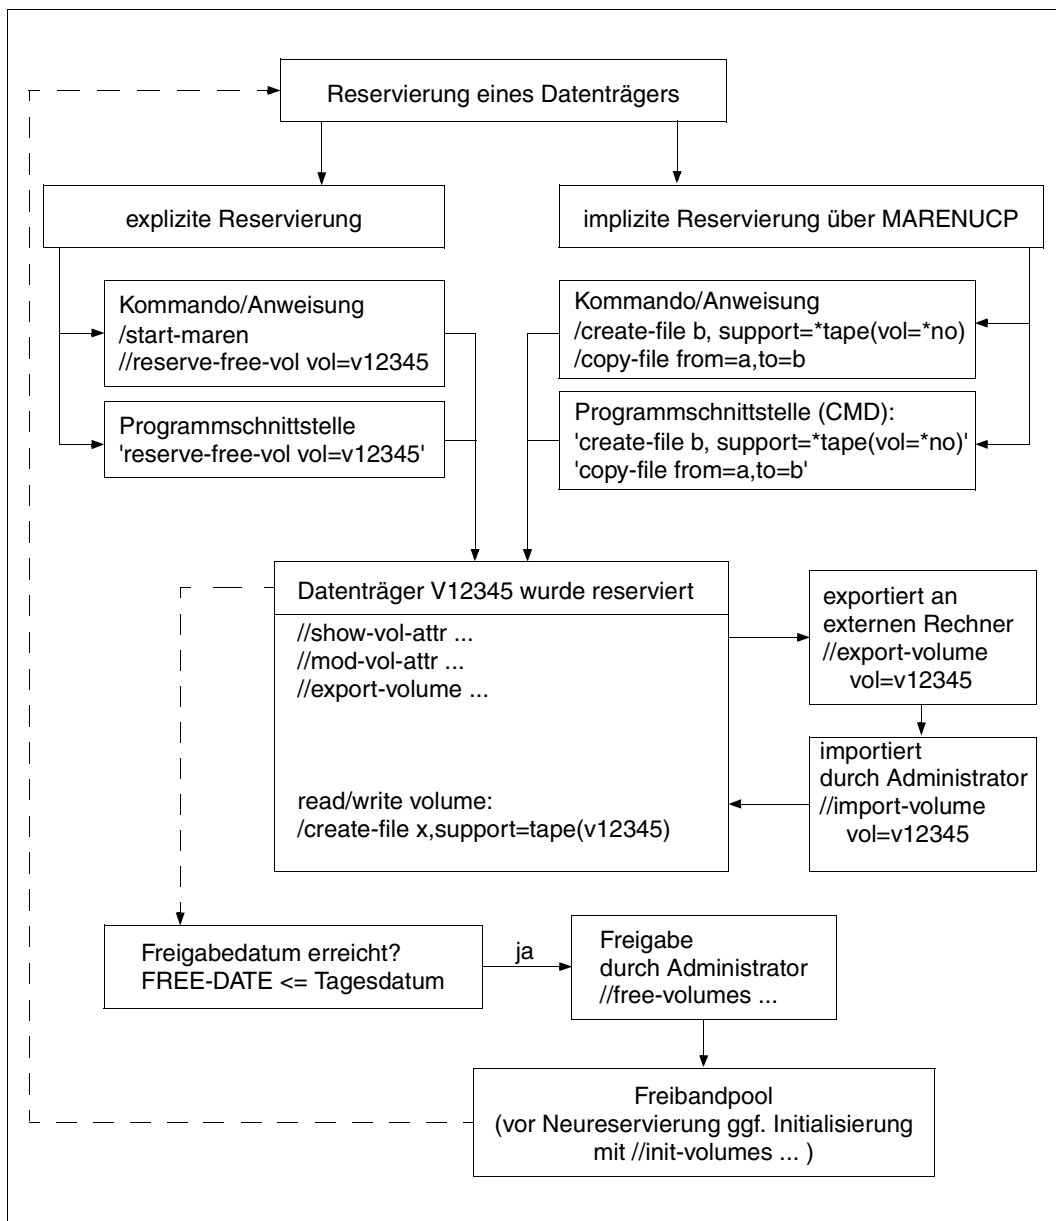 Reservierung eines Datenträgers
explizite Reservierung
implizite Reservierung über MARENUCP
Kommando/Anweisung
/start-maren
//reserve-free-vol vol=v12345
Programmschnittstelle
'reserve-free-vol vol=v12345'
Kommando/Anweisung
/create-file b, support=*tape(vol=*no)
/copy-file from=a,to=b
Programmschnittstelle (CMD):
'create-file b, support=*tape(vol=*no)'
'copy-file from=a,to=b'
Datenträger V12345 wurde reserviert
//show-vol-attr ...
//mod-vol-attr ...
//export-volume ...
read/write volume:
/create-file x,support=tape(v12345)
exportiert an
externen Rechner
//export-volume
vol=v12345
importiert
durch Administrator
//import-volume
vol=v12345
Freigabedatum erreicht?
FREE-DATE <= Tagesdatum
ja
Freigabe
durch Administrator
//free-volumes ...
Freibandpool
(vor Neureservierung ggf. Initialisierung
mit //init-volumes ... )